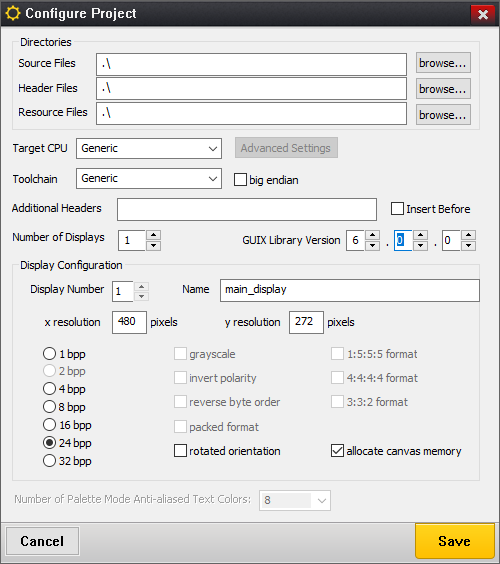 Configure Project
Directories
Source Files .\ browse...
Header Files .\ browse...
Resource Files .\ browse...
Target CPU Generic Advanced Settings
Toolchain Generic big endian
Additional Headers Insert Before
Number of Displays 1 GUIX Library Version 6 . 0 . 0
Display Configuration
Display Number 1 Name main_display
x resolution 480 pixels y resolution 272 pixels
1 bpp grayscale 1:5:5:5 format
2 bpp
invert polarity 4:4:4:4 format
4 bpp
reverse byte order 3:3:2 format
8 bpp
16 bpp packed format
24 bpp rotated orientation allocate canvas memory
32 bpp
Number of Palette Mode Anti-aliased Text Colors: 8
Cancel Save